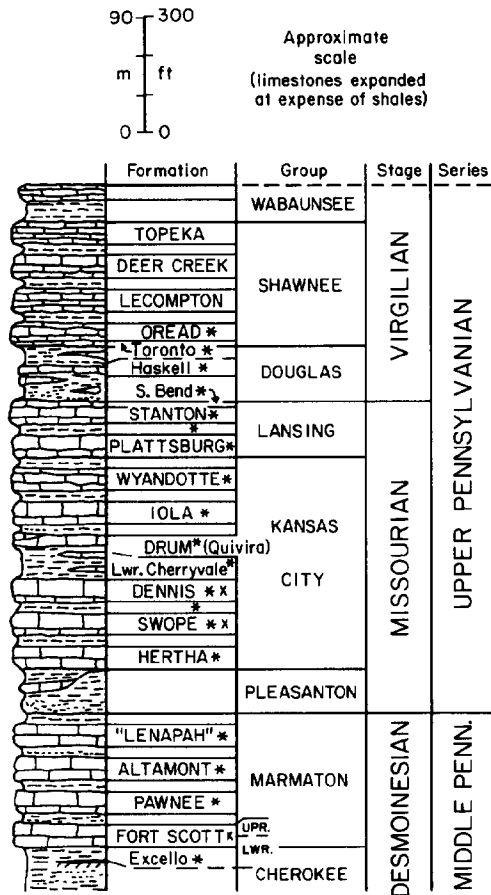 90 300
Approximate
scale
(limestones expanded
at expense of shales)
m ft
0 0
Formation Group Stage Series
WABAUNSEE
TOPEKA
DEER CREEK
SHAWNEE
LECOMPTON
OREAD *
Toronto *
Haskell *
DOUGLAS
S. Bend *
VIRGILIAN
STANTON *
*
LANSING
PLATTSBURG *
WYANDOTTE *
IOLA *
KANSAS
CITY
DRUM * (Quivira)
Lwr. Cherryvale *
DENNIS * x
*
SWOPE * x
HERTHA *
PLEASANTON
MISSOURIAN
UPPER PENNSYLVANIAN
"LENAPAH" *
ALTAMONT *
MARMATON
PAWNEE *
FORT SCOTT x
UPR.
LWR.
Excello *
CHEROKEE
DESMOINESIAN
MIDDLE PENN.